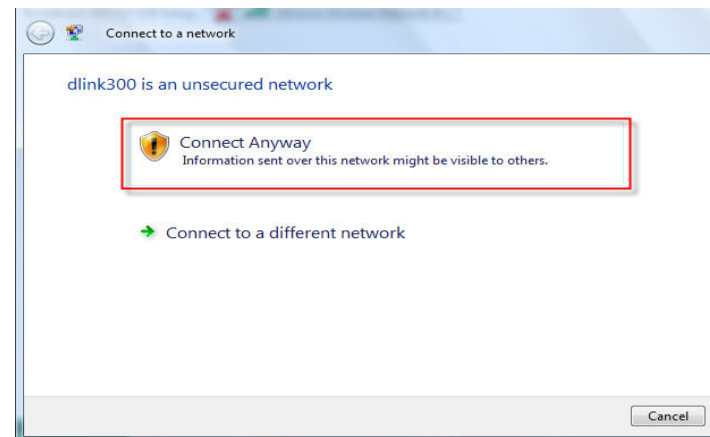 Connect to a network
dlink300 is an unsecured network
Connect Anyway
Information sent over this network might be visible to others.
Connect to a different network
Cancel